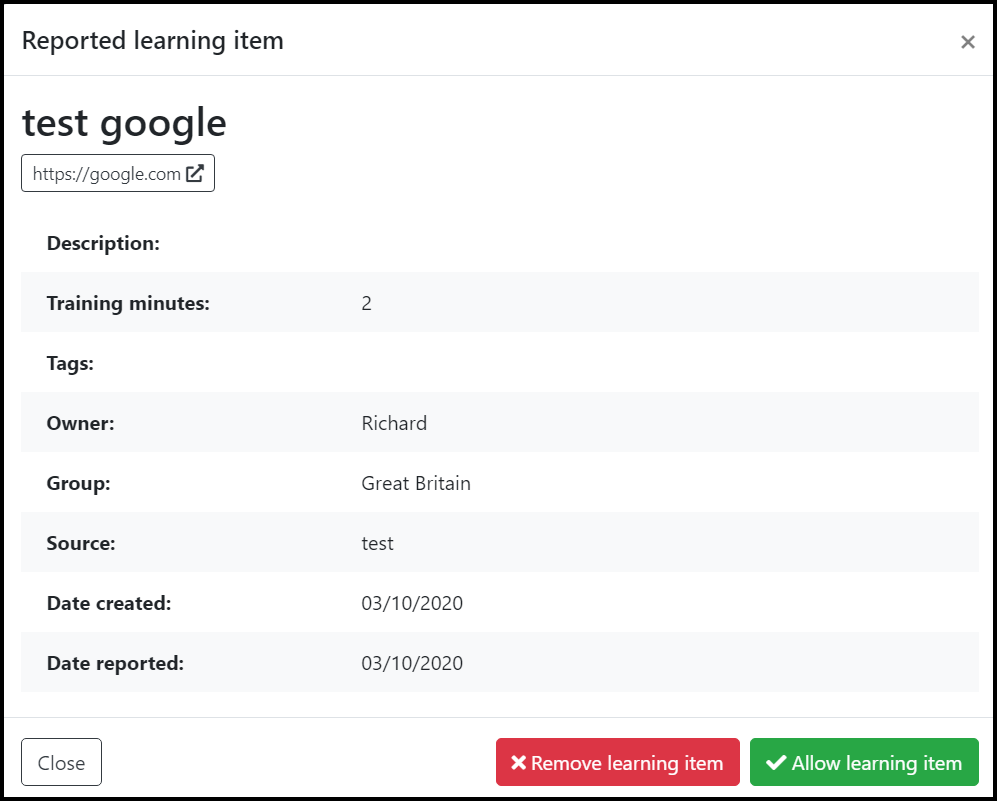 Reported learning item
test google
https://google.com
Description:
Training minutes: 2
Tags:
Owner: Richard
Group: Great Britain
Source: test
Date created: 03/10/2020
Date reported: 03/10/2020
Close Remove learning item Allow learning item